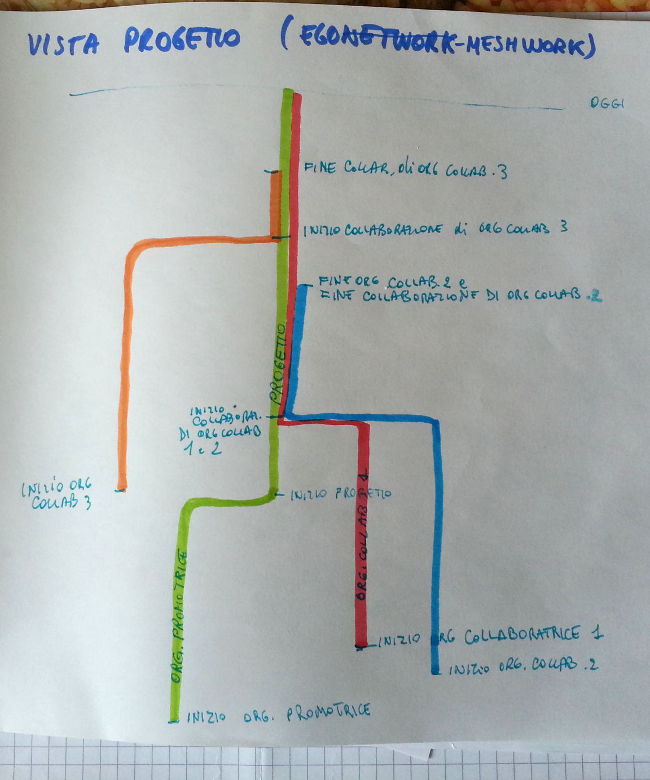 VISTA PROGETTO (EGONETWORK-MESHWORK)
OGGI
FINE COLLAB. di ORG COLLAB. 3
INIZIO COLLABORAZIONE di ORG COLLAB 3
FINE ORG COLLAB. 2 e
FINE COLLABORAZIONE DI ORG COLLAB. 2
PROGETTO
INIZIO
COLLABORAZ.
DI ORG COLLAB
1 e 2
INIZIO ORG
COLLAB 3
INIZIO PROGETTO
ORG. COLLAB. 1
ORG. PROMOTRICE
INIZIO ORG COLLABORATRICE 1
INIZIO ORG. COLLAB. 2
INIZIO ORG. PROMOTRICE